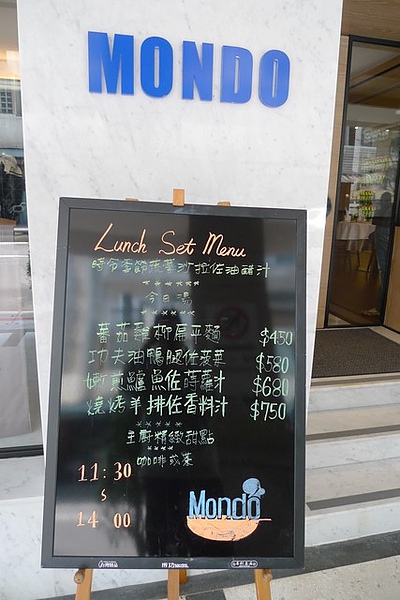 MONDO
Lunch Set Menu
時令季節蔬菜沙拉佐油醋汁
今日湯
蕃茄雞柳扁平麵 $450
功夫油鴨腿佐菠菜 $580
嫩煎鱸魚佐蒔蘿汁 $680
燒烤羊排佐香料汁 $750
主廚精緻甜點
咖啡或茶
11:30
14 00
Mondo